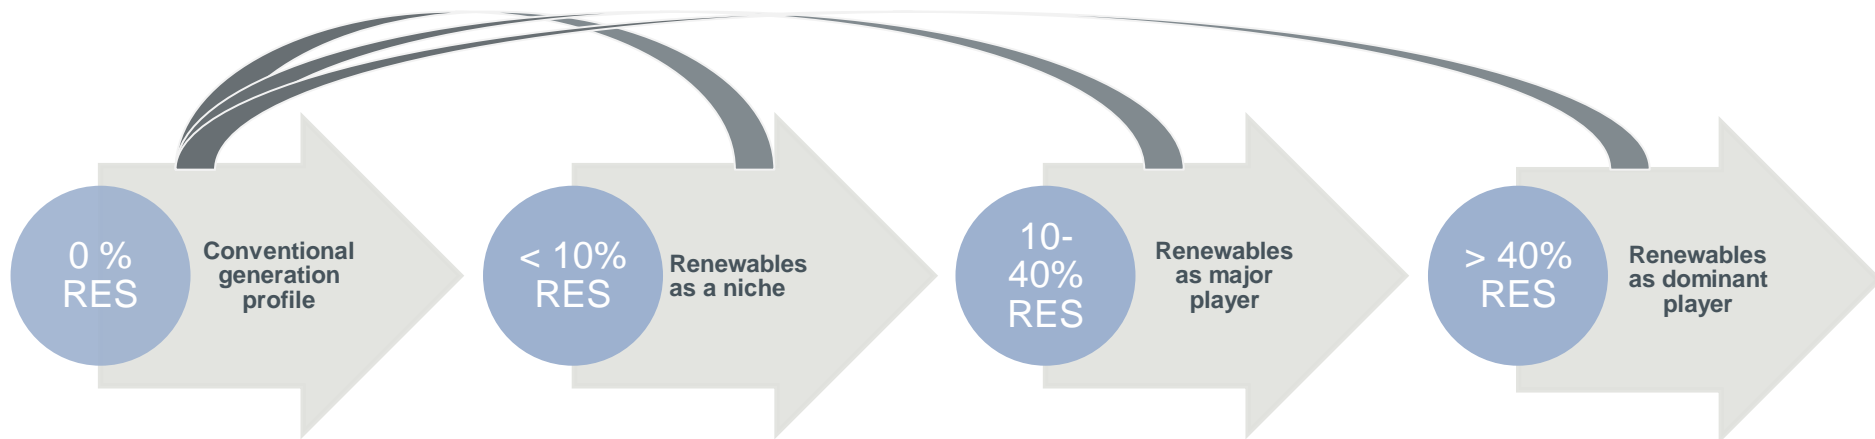 0 %
RES
Conventional
generation
profile
< 10%
RES
Renewables
as a niche
10-
40%
RES
Renewables
as major
player
> 40%
RES
Renewables
as dominant
player